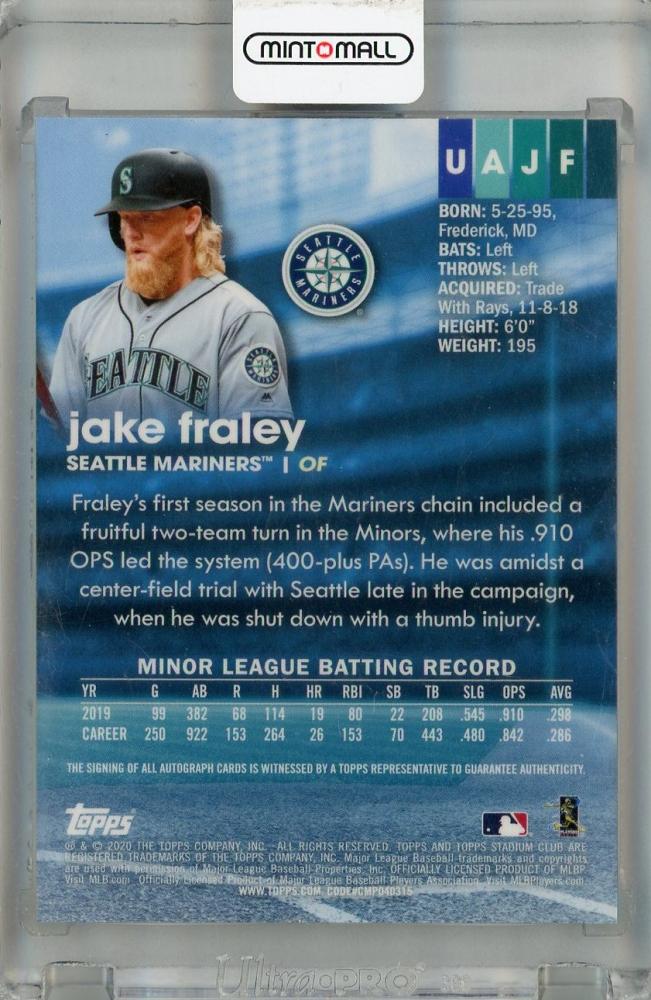 MINTMALL
UAJF
BORN: 5-25-95,
Frederick, MD
BATS: Left
THROWS: Left
ACQUIRED: Trade
With Rays, 11-8-18
HEIGHT: 6'0"
WEIGHT: 195
S
SEATTLE
MARINERS
SEATTLE
jake fraley
SEATTLE MARINERS™ | OF
Fraley's first season in the Mariners chain included a
fruitful two-team turn in the Minors, where his .910
OPS led the system (400-plus PAs). He was amidst a
center-field trial with Seattle late in the campaign,
when he was shut down with a thumb injury.
MINOR LEAGUE BATTING RECORD
YR G AB R H HR RBI SB TB SLG OPS AVG
2019 99 382 68 114 19 80 22 208 .545 .910 .298
CAREER 250 922 153 264 26 153 70 443 .480 .842 .286
THE SIGNING OF ALL AUTOGRAPH CARDS IS WITNESSED BY A TOPPS REPRESENTATIVE TO GUARANTEE AUTHENTICITY.
Topps
® & © 2020 THE TOPPS COMPANY, INC. ALL RIGHTS RESERVED. TOPPS AND TOPPS STADIUM CLUB ARE
REGISTERED TRADEMARKS OF THE TOPPS COMPANY, INC. Major League Baseball trademarks and copyrights
are used with permission of Major League Baseball Properties, Inc. OFFICIALLY LICENSED PRODUCT OF MLBP.
Visit MLB.com. Officially Licensed Product of Major League Baseball Players Association. Visit MLBPlayers.com
WWW.TOPPS.COM CODE#CMP040315
Ultra·PRO